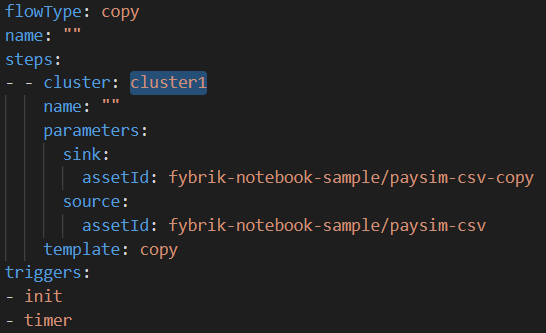 flowType: copy
name: ""
steps:
- - cluster: cluster1
    name: ""
    parameters:
      sink:
        assetId: fybrik-notebook-sample/paysim-csv-copy
      source:
        assetId: fybrik-notebook-sample/paysim-csv
    template: copy
triggers:
- init
- timer